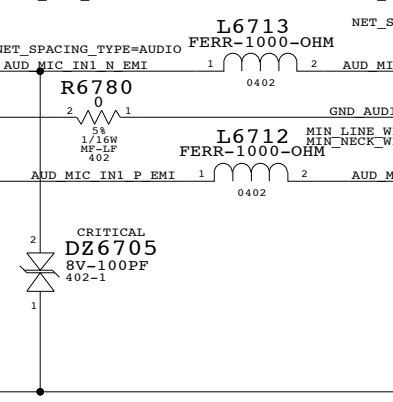 L6713
NET_S
NET_SPACING_TYPE=AUDIO
FERR-1000-OHM
AUD_MIC_IN1_N_EMI
1
2
AUD_MI
0402
R6780
0
2
1
GND_AUDI
5%
1/16W
MF-LF
402
L6712
FERR-1000-OHM
MIN_LINE_W
MIN_NECK_W
AUD_MIC_IN1_P_EMI
1
2
AUD_M
0402
CRITICAL
2
DZ6705
8V-100PF
402-1
1